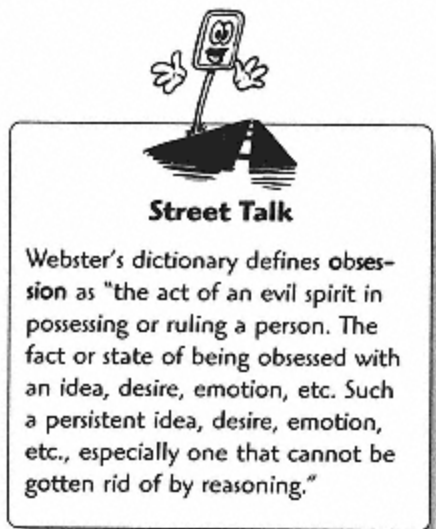 Street Talk
Webster's dictionary defines obses-
sion as "the act of an evil spirit in
possessing or ruling a person. The
fact or state of being obsessed with
an idea, desire, emotion, etc. Such
a persistent idea, desire, emotion,
etc., especially one that cannot be
gotten rid of by reasoning."